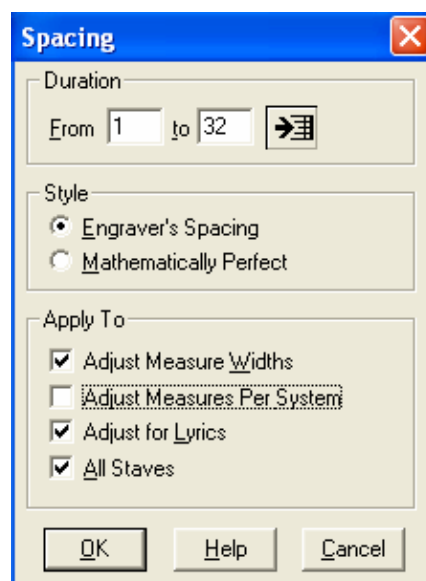 Spacing
Duration
From 1 to 32
Style
Engraver's Spacing
Mathematically Perfect
Apply To
Adjust Measure Widths
Adjust Measures Per System
Adjust for Lyrics
All Staves
OK Help Cancel